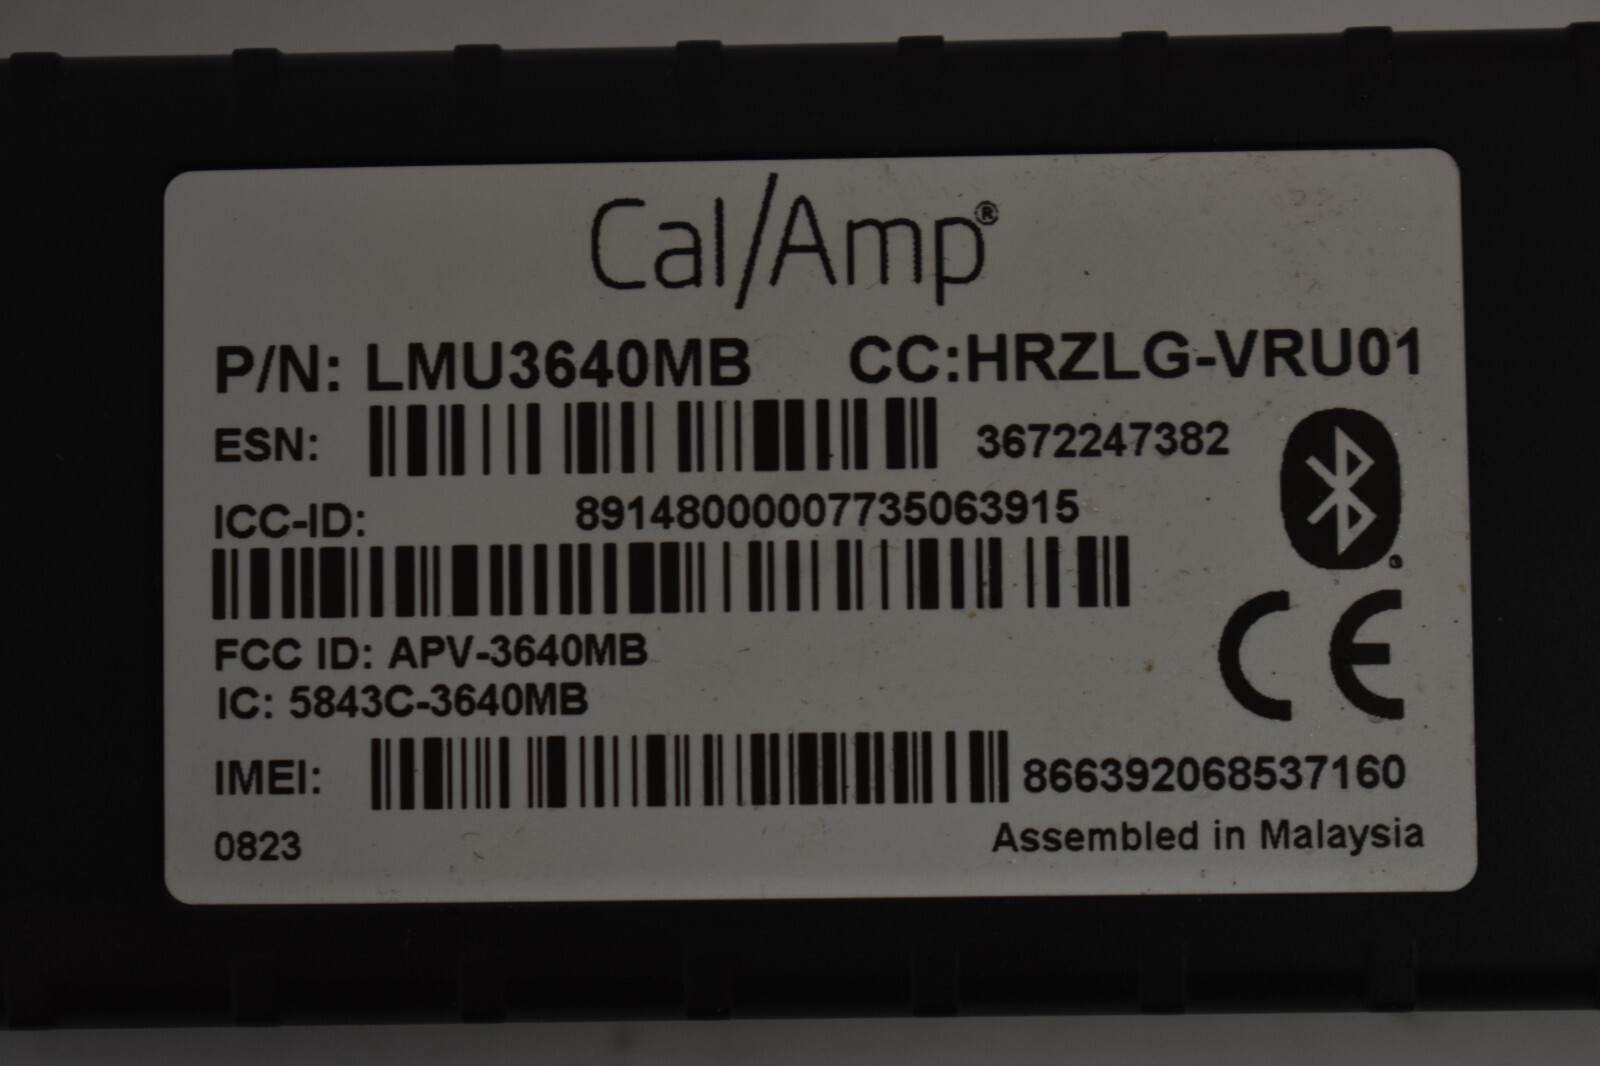 Cal/Amp®
P/N: LMU3640MB CC:HRZLG-VRU01
ESN: 3672247382
ICC-ID: 89148000007735063915
FCC ID: APV-3640MB
IC: 5843C-3640MB
IMEI: 866392068537160
0823 Assembled in Malaysia